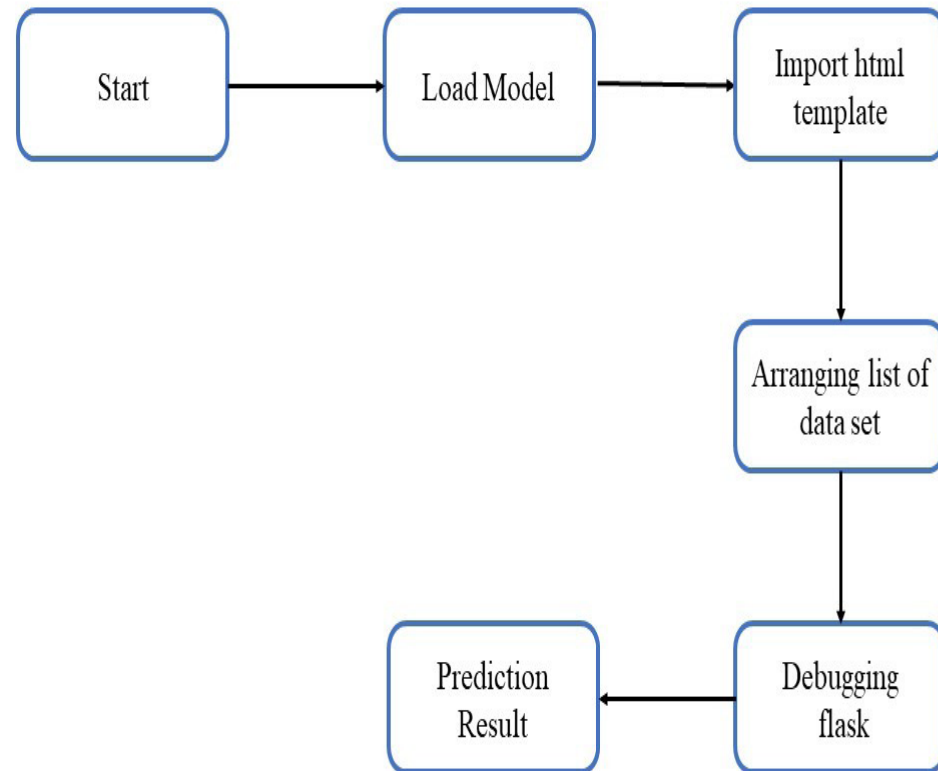 Start
Load Model
Import html
template
Arranging list of
data set
Debugging
flask
Prediction
Result